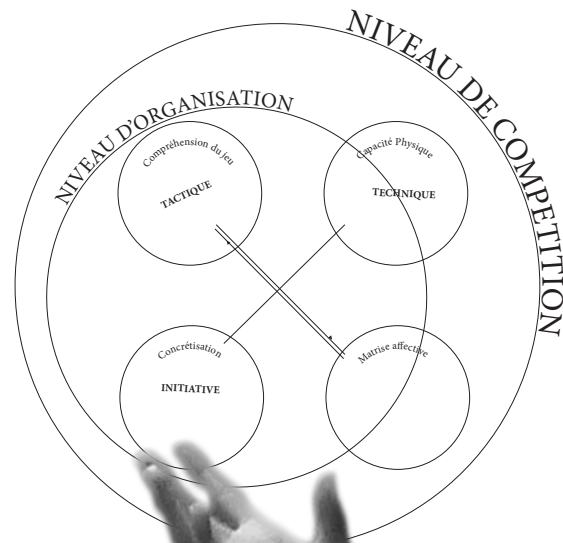 NIVEAU DE COMPETITION
NIVEAU D'ORGANISATION
Compréhension du jeu
TACTIQUE
Capacité Physique
TECHNIQUE
Concrétisation
INITIATIVE
Matrise affective